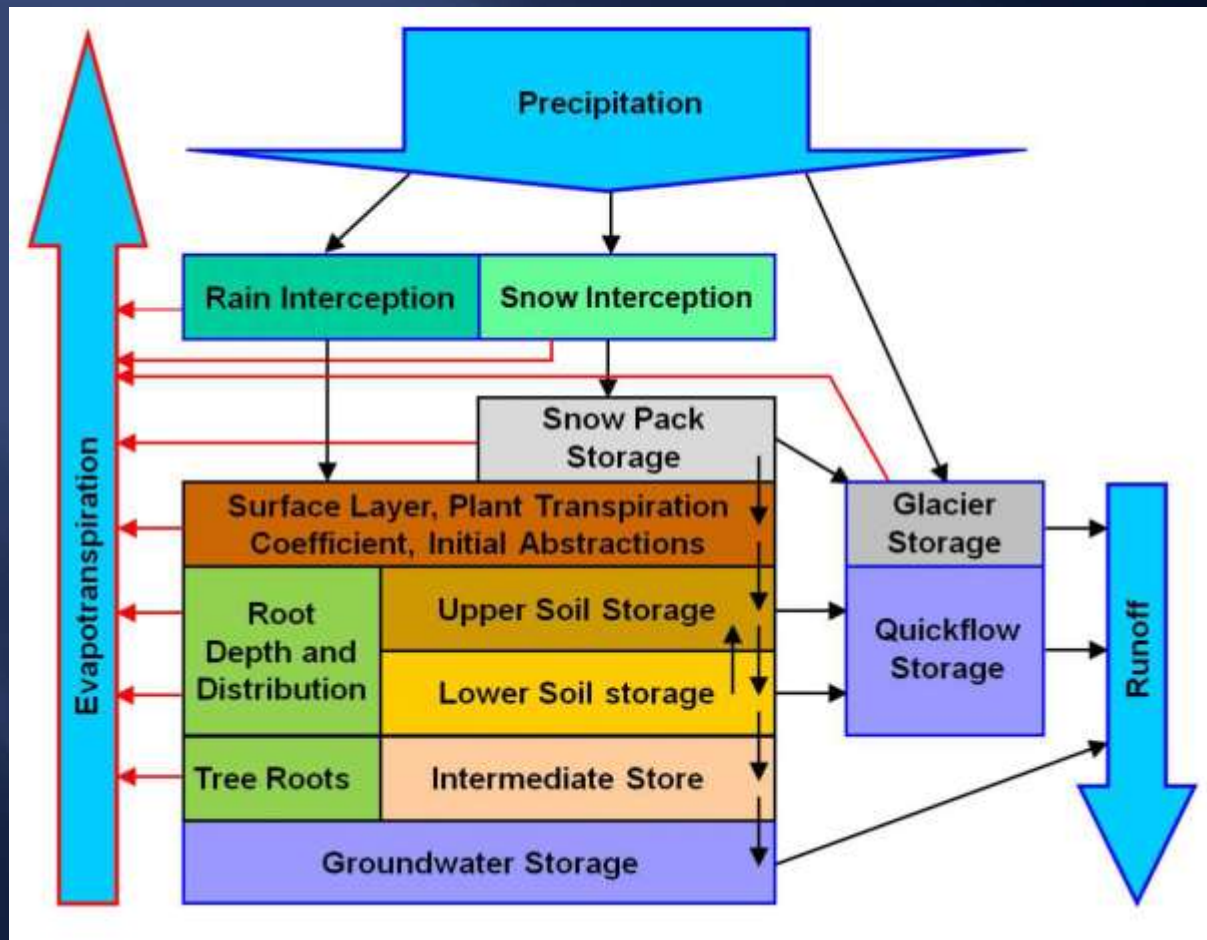 Precipitation
Rain Interception
Snow Interception
Snow Pack
Storage
Surface Layer, Plant Transpiration
Coefficient, Initial Abstractions
Glacier
Storage
Root
Depth and
Distribution
Upper Soil Storage
Lower Soil storage
Quickflow
Storage
Tree Roots
Intermediate Store
Groundwater Storage
Evapotranspiration
Runoff